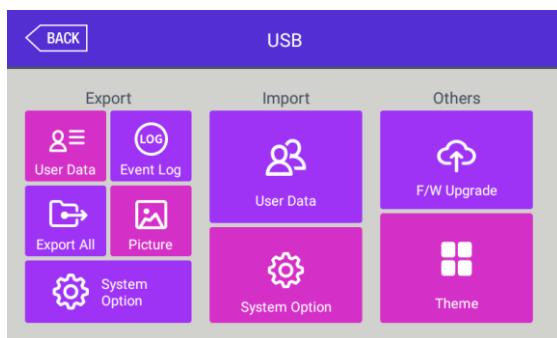 BACK
USB
Export
Import
Others
User Data
LOG
Event Log
Export All
Picture
System
Option
User Data
System Option
F/W Upgrade
Theme